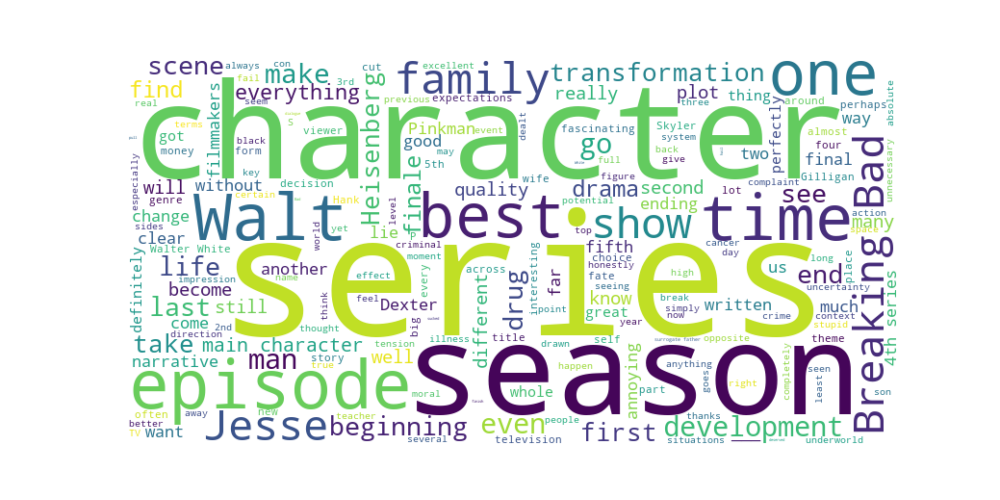 scene
always
con
excellent
cut
3rd
make
family
transformation
one
find
everything
real
fail
seem
previous
expectations
really
plot
thing
three
around
perhaps
absolute
character
filmmakers
Heisenberg
terms
S
got
viewer
Pinkman
event
dealt
fascinating
Skyler
system
perfectly
almost
way
money
black
form
good
may
go
full
back
give
two
four
final
Gilligan
unnecessary
especially
key
5th
will
without
decision
finale
quality
wife
figure
drama
second
lot
complaint
see
genre
certain
Hank
level
potential
ending
action
many
Breaking Bad
change
Walt
yet
lie
best
top
show
time
space
sides
clear
Walter White
world
criminal
fifth
cancer
day
life
another
effect
moment
across
interesting
choice
far
honestly
us
end
long
place
definitely
impression
name
every
series
fate
seeing
know
high
uncertainty
become
feel
Dexter
different
drug
great
break
simply
now
written
much
context
last
still
think
big
point
year
crime
stupid
4th series
come
2nd
thought
direction
tension
illness
title
drawn
self
surrogate father
opposite
theme
take
main character
story
true
well
happen
anything
goes
seen
narrative
man
whole
annoying
part
right
completely
least
son
episode
moral
season
often
away
new
teacher
thanks
better
TV
want
Jesse
beginning
several
even
people
television
first
situations
development
underworld